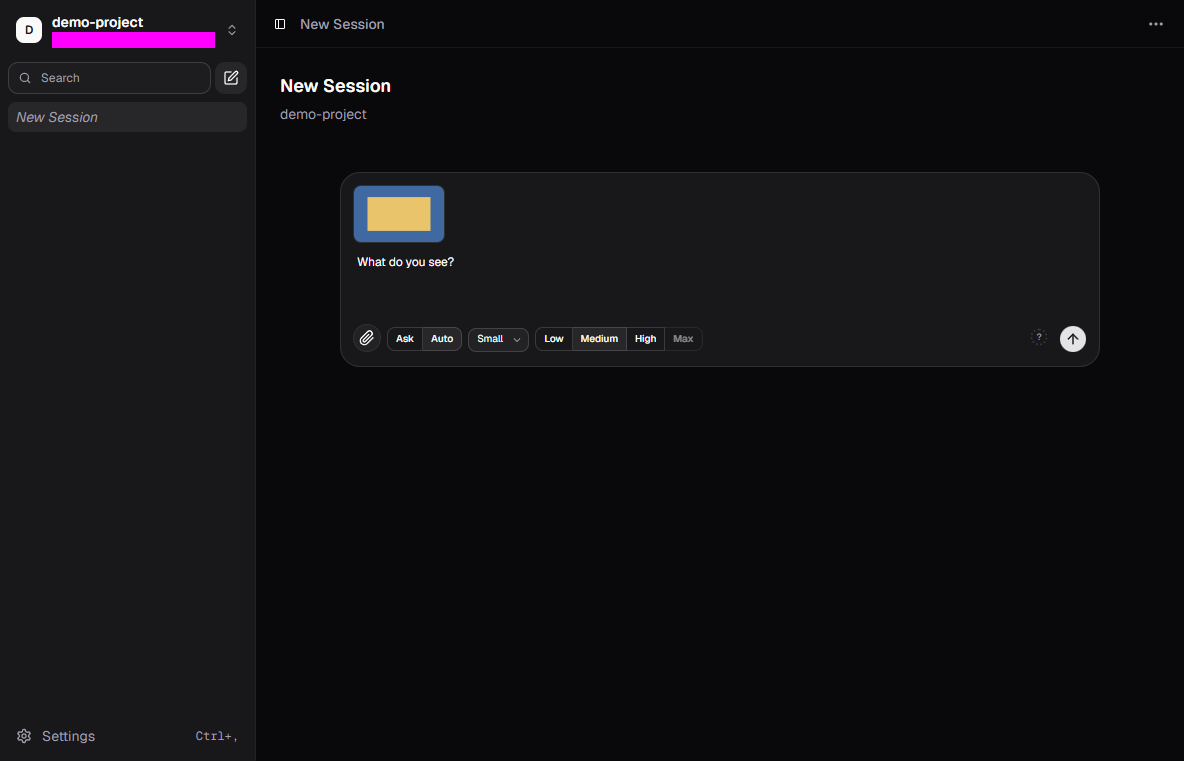 D
demo-project
Search
New Session
Settings
Ctrl+,
New Session
New Session
demo-project
What do you see?
Ask Auto Small Low Medium High Max ?